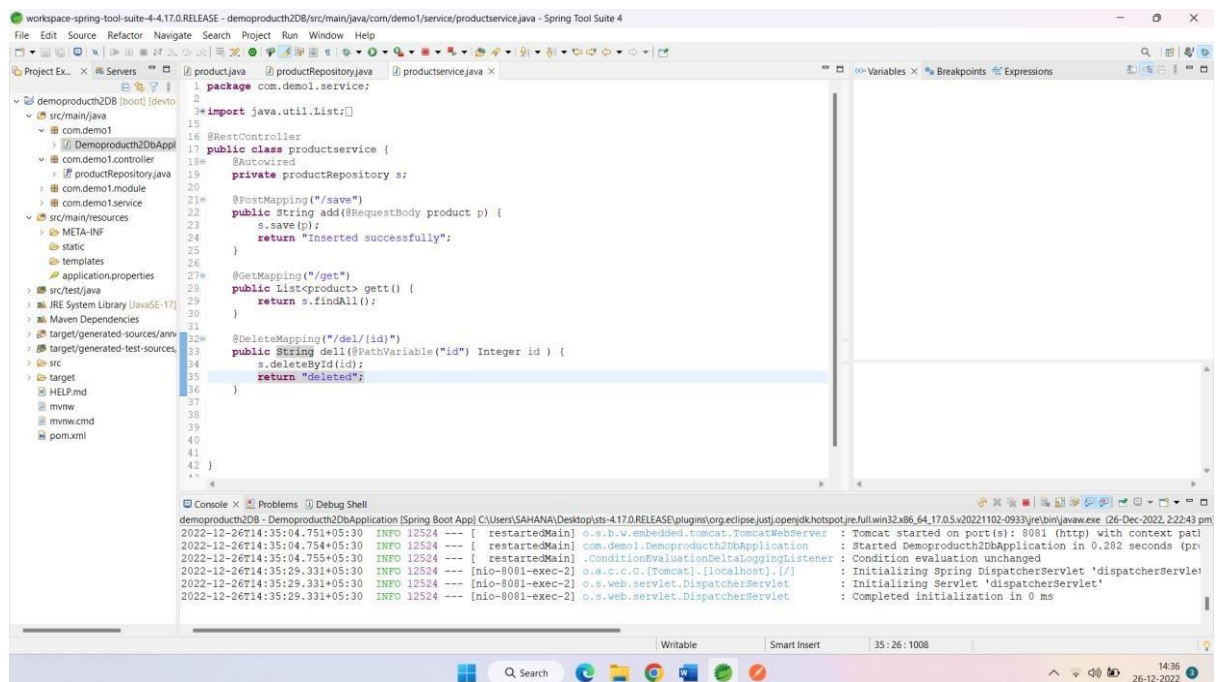 workspace-spring-tool-suite-4-4.17.0.RELEASE - demoproducth2DB/src/main/java/com/demo1/service/productservice.java - Spring Tool Suite 4
File Edit Source Refactor Navigate Search Project Run Window Help
Project Ex... Servers
product.java productRepository.java productservice.java
Variables Breakpoints Expressions
demoproducth2DB [boot] [devto
src/main/java
com.demo1
Demoproducth2DbAppl
com.demo1.controller
productRepository.java
com.demo1.module
com.demo1.service
src/main/resources
META-INF
static
templates
application.properties
src/test/java
JRE System Library [JavaSE-17]
Maven Dependencies
target/generated-sources/ann
target/generated-test-sources,
src
target
HELP.md
mvnw
mvnw.cmd
pom.xml
1 package com.demo1.service;
2
3 import java.util.List;
15
16 @RestController
17 public class productservice {
18 @Autowired
19 private productRepository s;
20
21 @PostMapping("/save")
22 public String add(@RequestBody product p) {
23 s.save(p);
24 return "Inserted successfully";
25 }
26
27 @GetMapping("/get")
28 public List<product> gett() {
29 return s.findAll();
30 }
31
32 @DeleteMapping("/del/{id}")
33 public String dell(@PathVariable("id") Integer id ) {
34 s.deleteById(id);
35 return "deleted";
36 }
37
38
39
40
41
42 }
Console Problems Debug Shell
demoproducth2DB - Demoproducth2DbApplication [Spring Boot App] C:\Users\SAHANA\Desktop\sts-4.17.0.RELEASE\plugins\org.eclipse.justj.openjdk.hotspot.jre.full.win32.x86_64_17.0.5.v20221102-0933\jre\bin\javaw.exe (26-Dec-2022, 2:22:43 pm)
2022-12-26T14:35:04.751+05:30 INFO 12524 --- [ restartedMain] o.s.b.w.embedded.tomcat.TomcatWebServer : Tomcat started on port(s): 8081 (http) with context path
2022-12-26T14:35:04.755+05:30 INFO 12524 --- [ restartedMain] com.demo1.Demoproducth2DbApplication : Started Demoproducth2DbApplication in 0.282 seconds (pro
2022-12-26T14:35:04.755+05:30 INFO 12524 --- [ restartedMain] .ConditionEvaluationDeltaLoggingListener : Condition evaluation unchanged
2022-12-26T14:35:29.331+05:30 INFO 12524 --- [nio-8081-exec-2] o.a.c.c.C.[Tomcat].[localhost].[/] : Initializing Spring DispatcherServlet 'dispatcherServlet
2022-12-26T14:35:29.331+05:30 INFO 12524 --- [nio-8081-exec-2] o.s.web.servlet.DispatcherServlet : Initializing Servlet 'dispatcherServlet'
2022-12-26T14:35:29.331+05:30 INFO 12524 --- [nio-8081-exec-2] o.s.web.servlet.DispatcherServlet : Completed initialization in 0 ms
Writable Smart Insert 35 : 26 : 1008
Search
14:36
26-12-2022
3